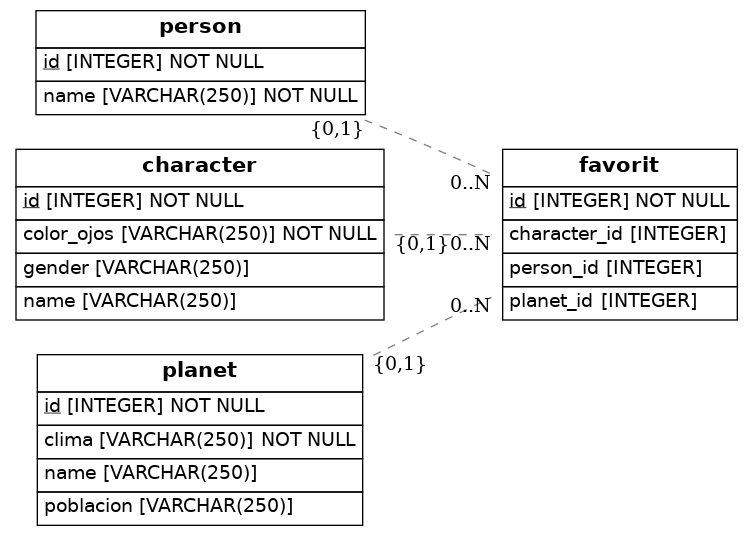 person
id [INTEGER] NOT NULL
name [VARCHAR(250)] NOT NULL
{0,1}
0..N
character
id [INTEGER] NOT NULL
color_ojos [VARCHAR(250)] NOT NULL
gender [VARCHAR(250)]
name [VARCHAR(250)]
{0,1}
0..N
favorit
id [INTEGER] NOT NULL
character_id [INTEGER]
person_id [INTEGER]
planet_id [INTEGER]
0..N
{0,1}
planet
id [INTEGER] NOT NULL
clima [VARCHAR(250)] NOT NULL
name [VARCHAR(250)]
poblacion [VARCHAR(250)]